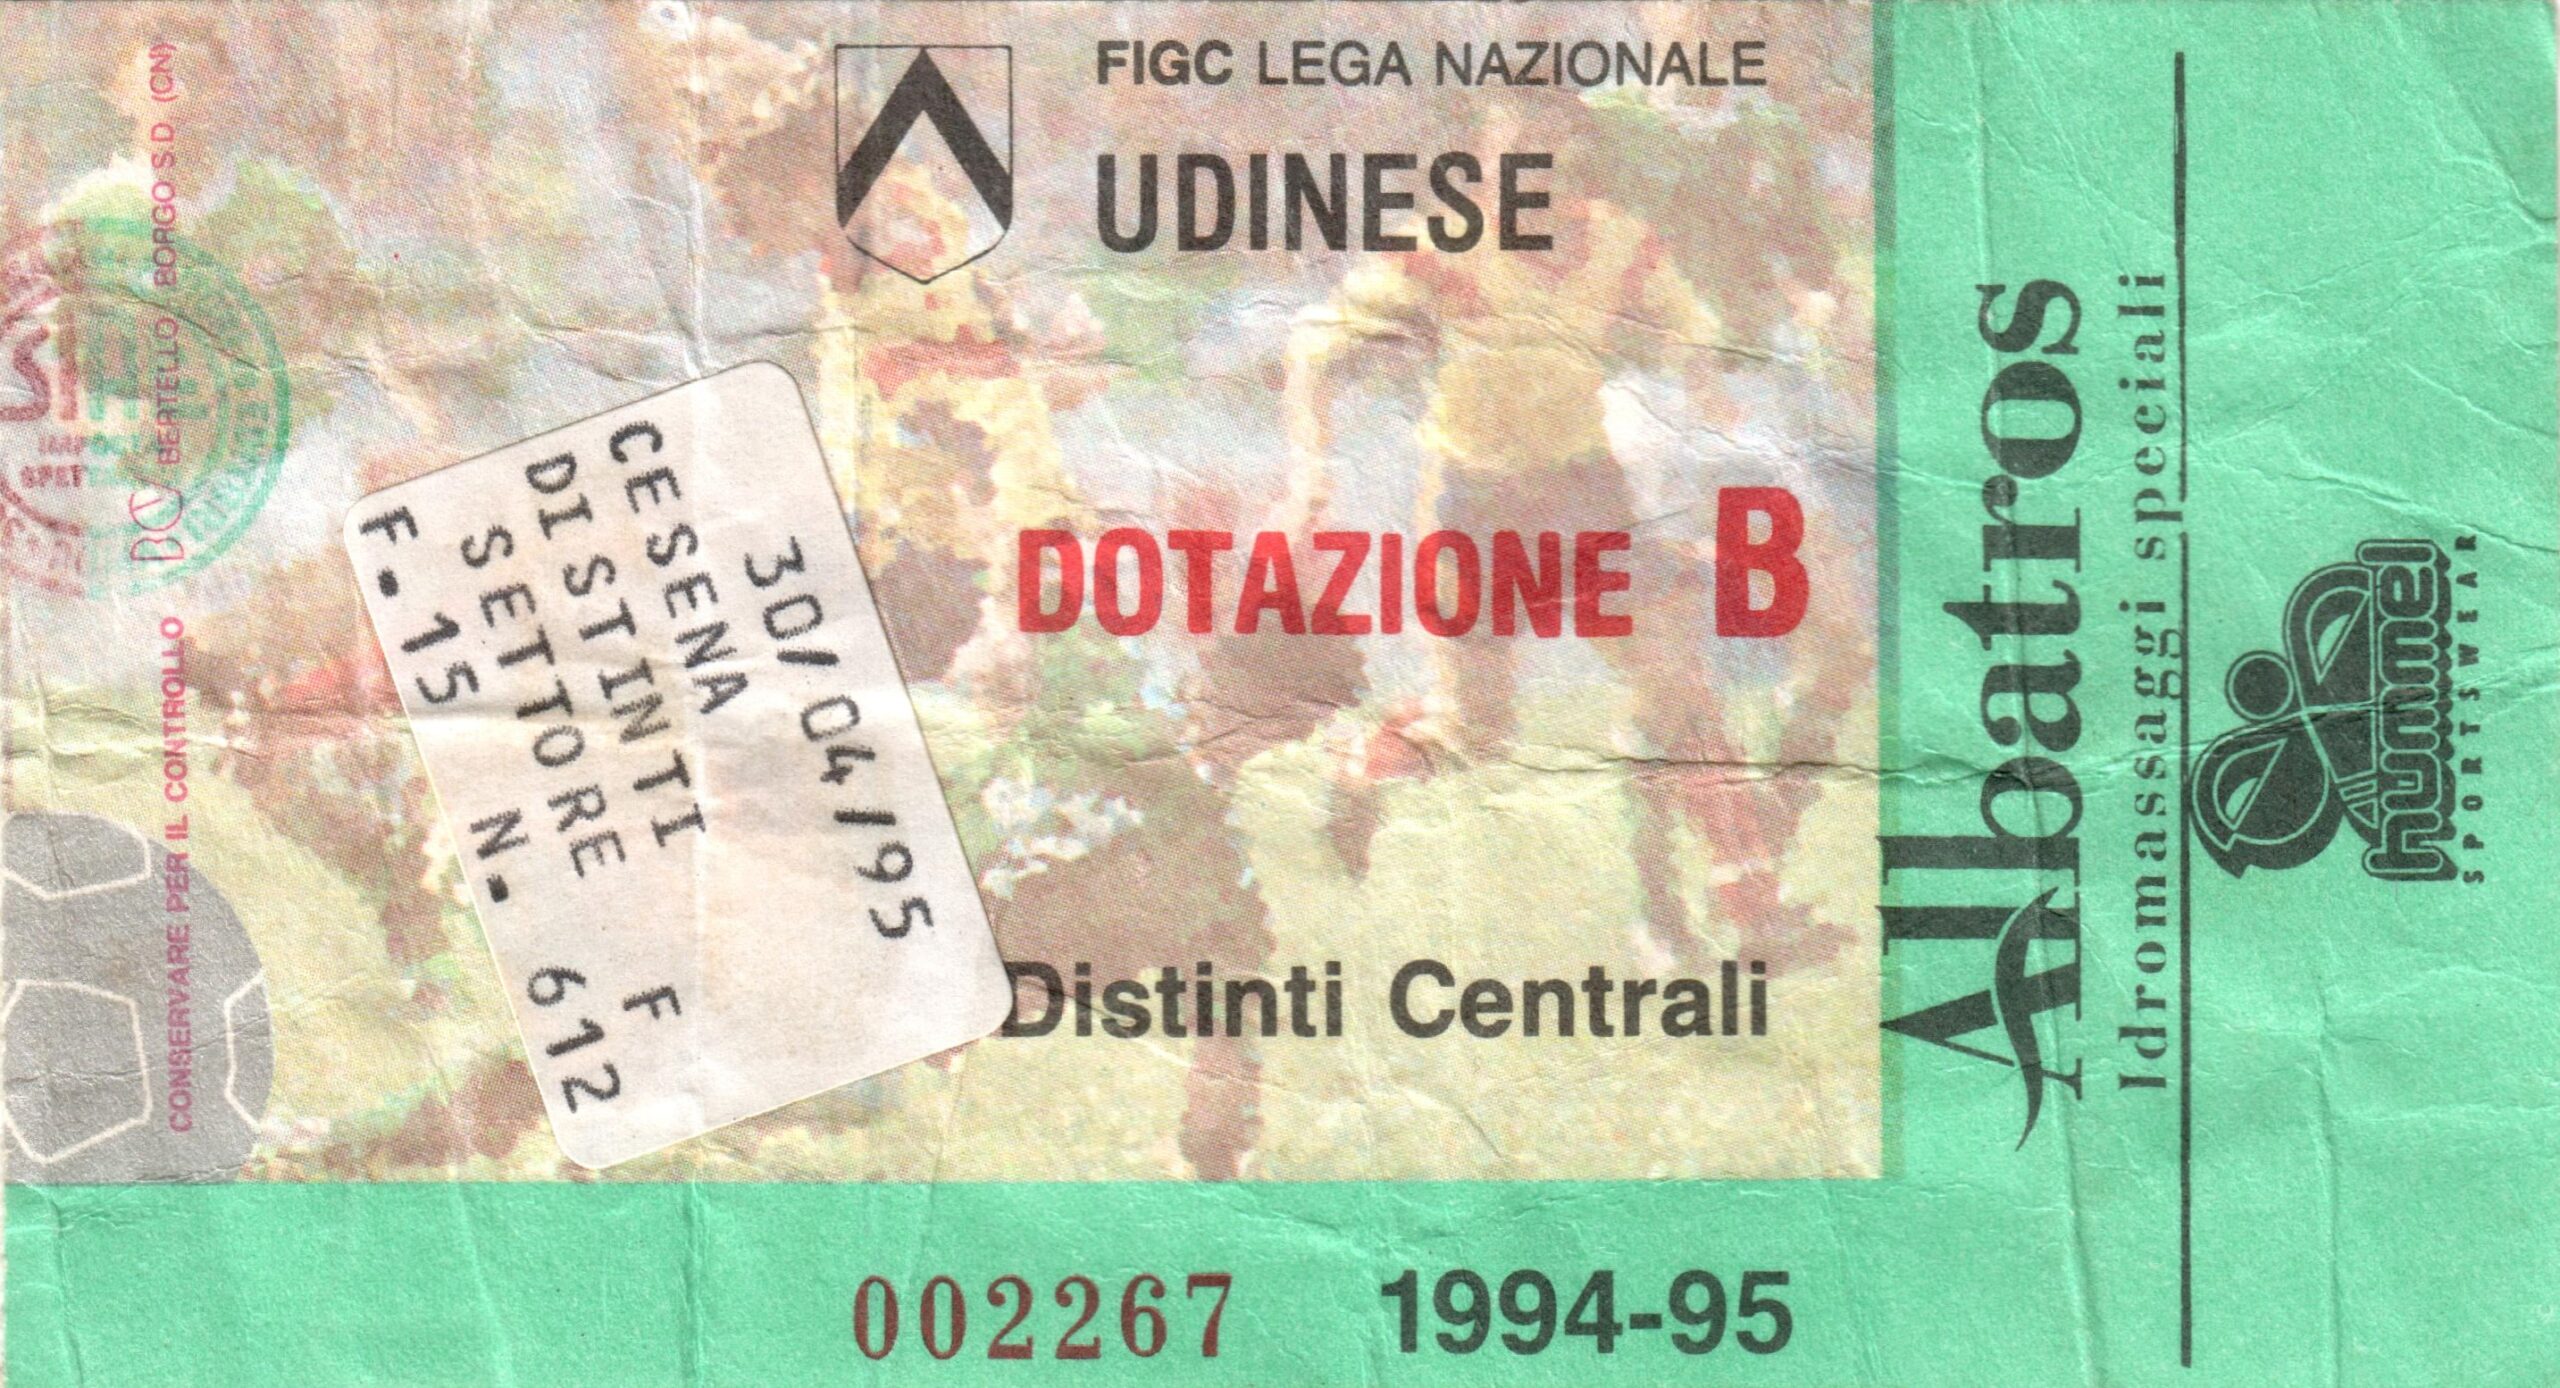 FIGC LEGA NAZIONALE
UDINESE
DOTAZIONE B
Distinti Centrali
002267 1994-95
30/04/95
CESENA
DISTINTI F
SETTORE
F.15 N. 612
CONSERVARE PER IL CONTROLLO BERTELLO BORGO S.D. (CN)
Albatros
Idromassaggi speciali
hummel
SPORTSWEAR